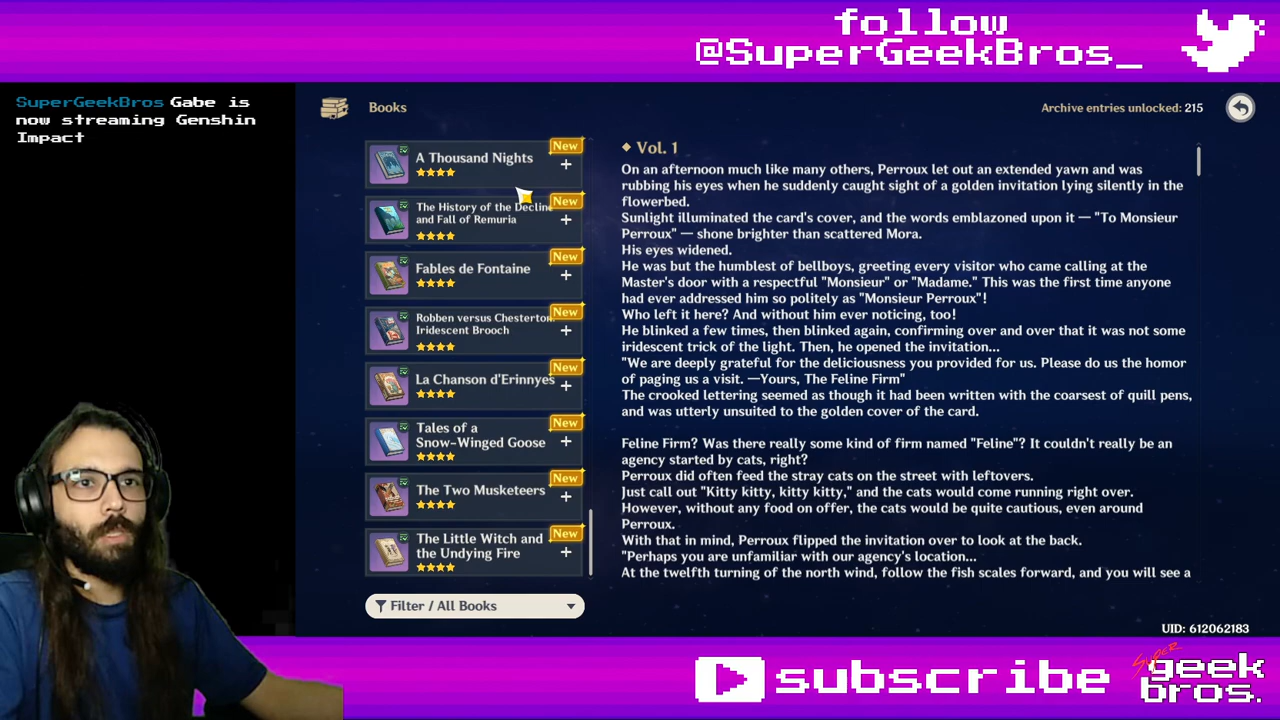 follow
@SuperGeekBros_
SuperGeekBros Gabe is
now streaming Genshin
Impact
Books
Archive entries unlocked: 215
A Thousand Nights
New
The History of the Decline
and Fall of Remuria
New
Fables de Fontaine
New
Robben versus Chesterton:
Iridescent Brooch
New
La Chanson d'Erinnyes
New
Tales of a
Snow-Winged Goose
New
The Two Musketeers
New
The Little Witch and
the Undying Fire
New
Filter / All Books
Vol. 1
On an afternoon much like many others, Perroux let out an extended yawn and was
rubbing his eyes when he suddenly caught sight of a golden invitation lying silently in the
flowerbed.
Sunlight illuminated the card's cover, and the words emblazoned upon it — "To Monsieur
Perroux" — shone brighter than scattered Mora.
His eyes widened.
He was but the humblest of bellboys, greeting every visitor who came calling at the
Master's door with a respectful "Monsieur" or "Madame." This was the first time anyone
had ever addressed him so politely as "Monsieur Perroux"!
Who left it here? And without him ever noticing, too!
He blinked a few times, then blinked again, confirming over and over that it was not some
iridescent trick of the light. Then, he opened the invitation...
"We are deeply grateful for the deliciousness you provided for us. Please do us the homor
of paging us a visit. —Yours, The Feline Firm"
The crooked lettering seemed as though it had been written with the coarsest of quill pens,
and was utterly unsuited to the golden cover of the card.
Feline Firm? Was there really some kind of firm named "Feline"? It couldn't really be an
agency started by cats, right?
Perroux did often feed the stray cats on the street with leftovers.
Just call out "Kitty kitty, kitty kitty," and the cats would come running right over.
However, without any food on offer, the cats would be quite cautious, even around
Perroux.
With that in mind, Perroux flipped the invitation over to look at the back.
"Perhaps you are unfamiliar with our agency's location...
At the twelfth turning of the north wind, follow the fish scales forward, and you will see a
UID: 612062183
subscribe
SUPER
geek
bros.